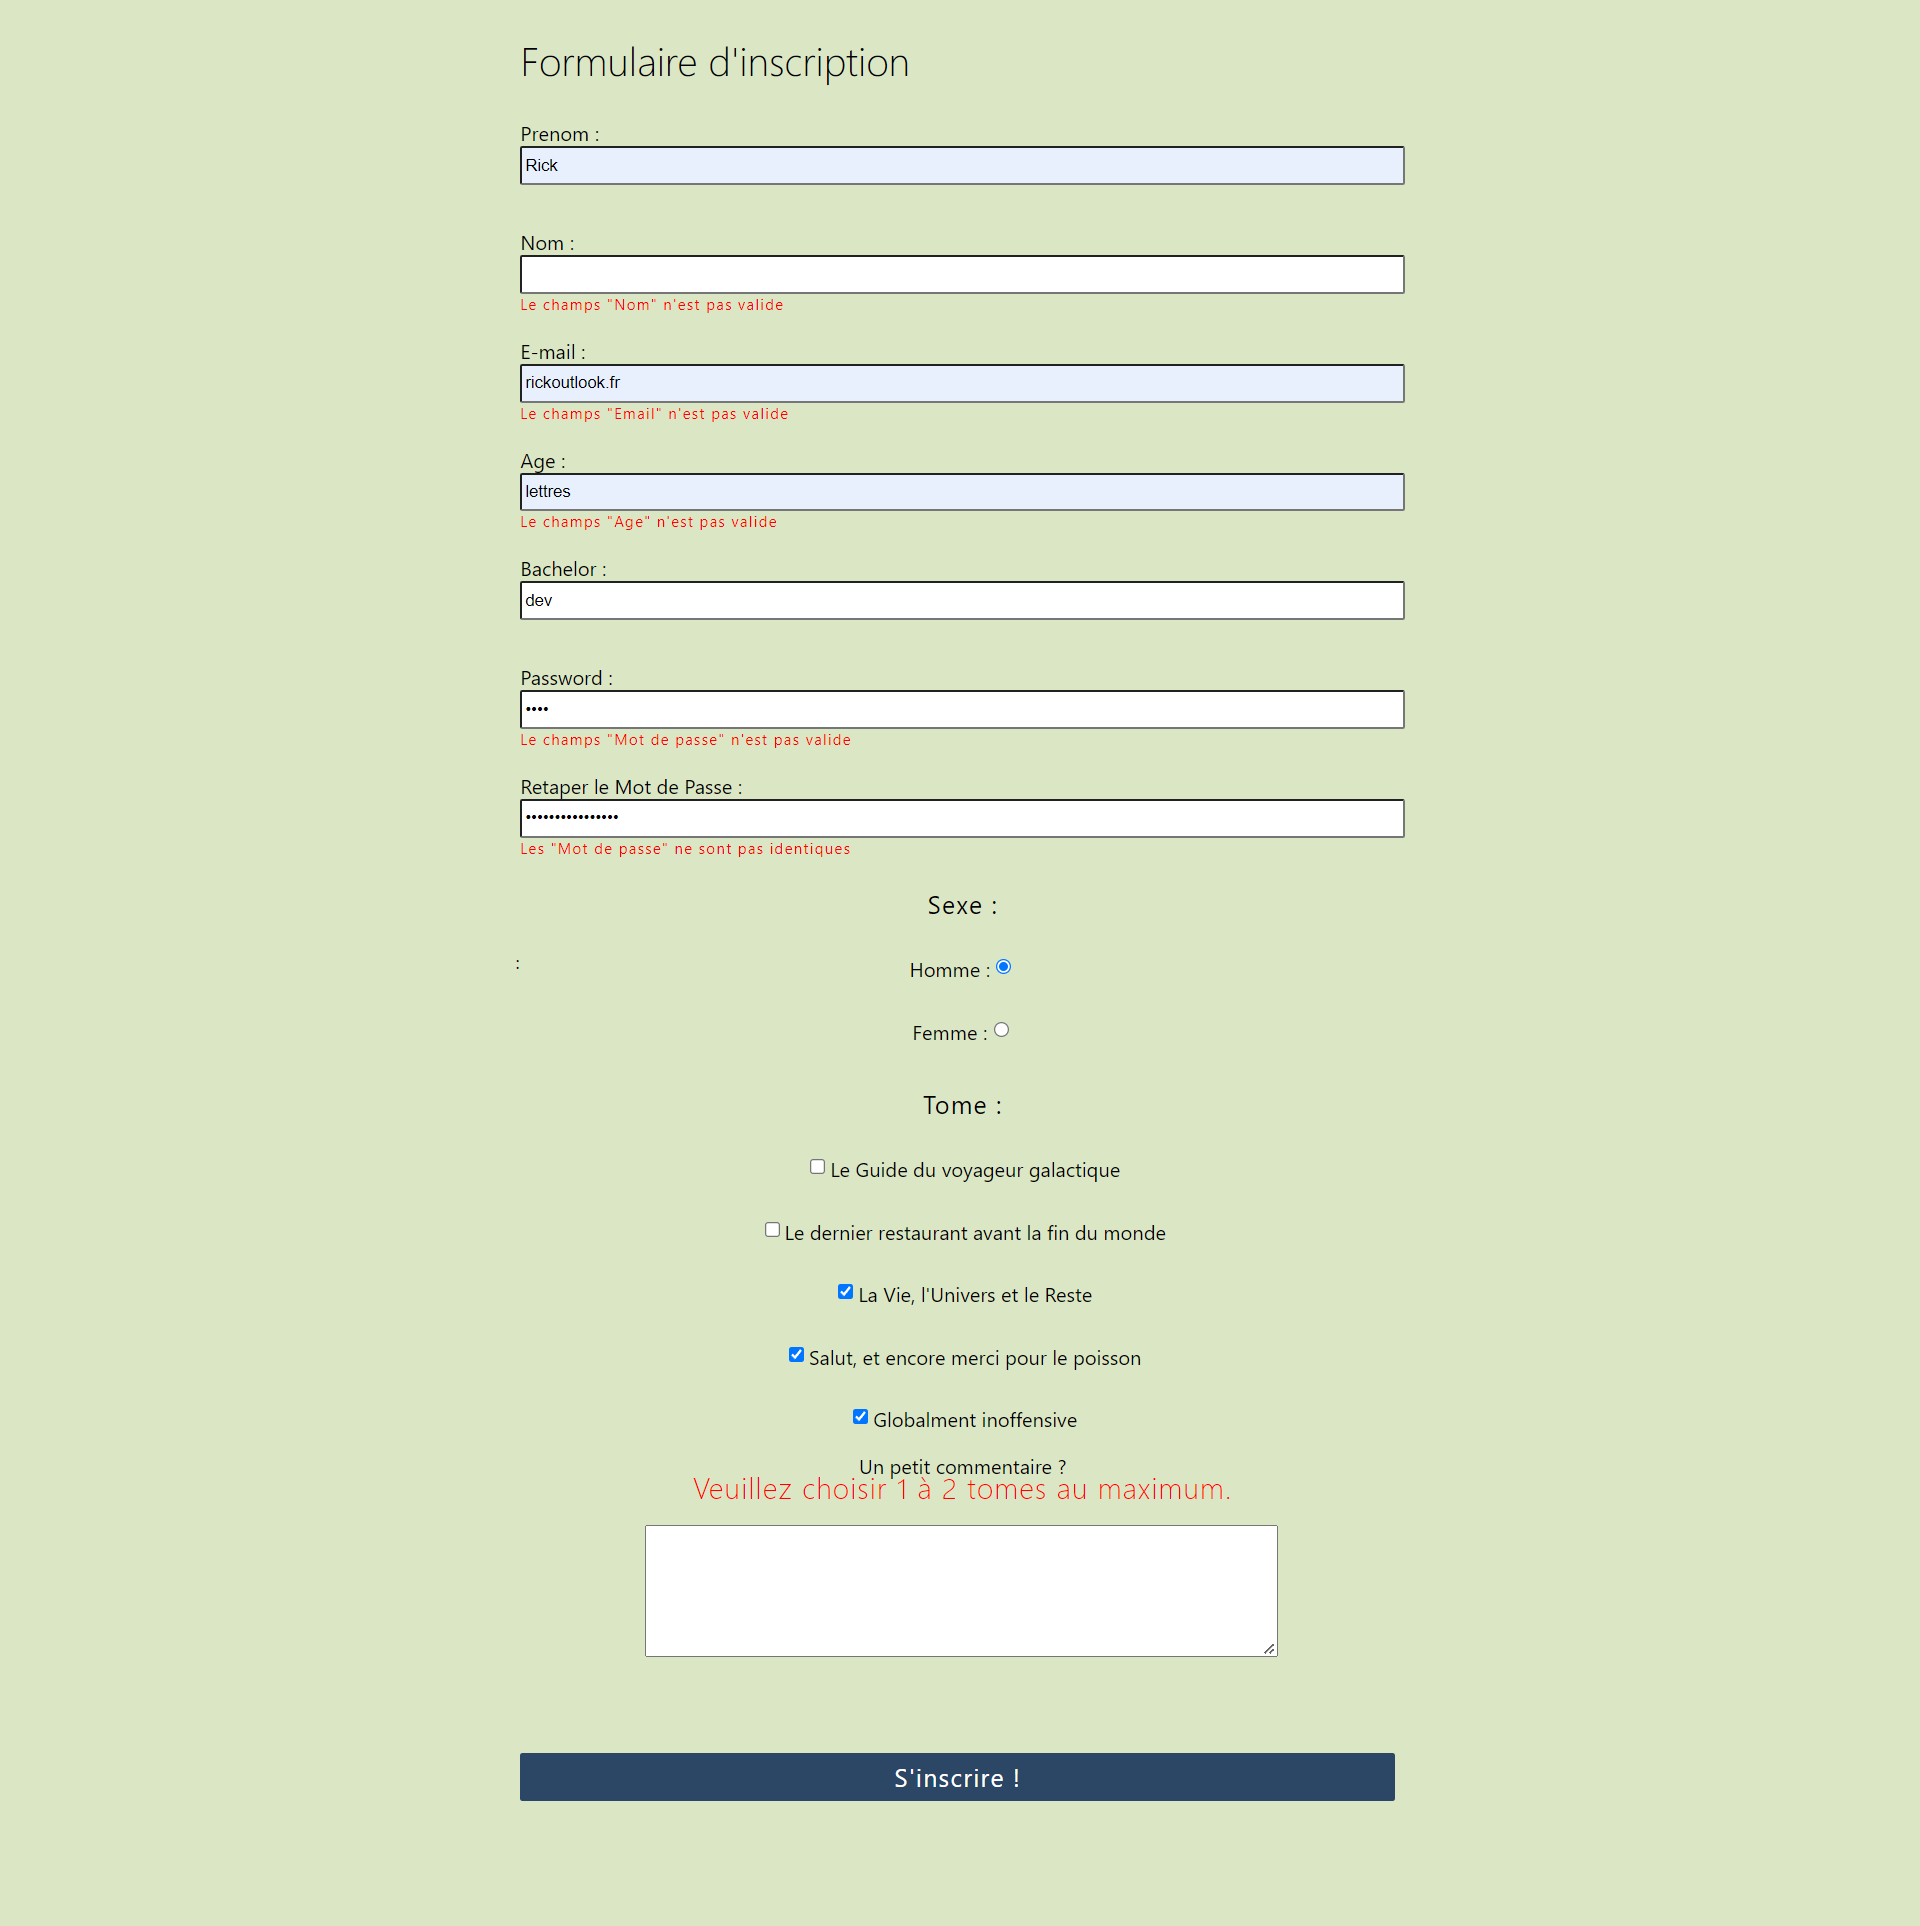 Formulaire d'inscription
Prenom :
Rick
Nom :
Le champs "Nom" n'est pas valide
E-mail :
rickoutlook.fr
Le champs "Email" n'est pas valide
Age :
lettres
Le champs "Age" n'est pas valide
Bachelor :
dev
Password :
••••
Le champs "Mot de passe" n'est pas valide
Retaper le Mot de Passe :
••••••••••••••••
Les "Mot de passe" ne sont pas identiques
Sexe :
:
Homme :
Femme :
Tome :
Le Guide du voyageur galactique
Le dernier restaurant avant la fin du monde
La Vie, l'Univers et le Reste
Salut, et encore merci pour le poisson
Globalment inoffensive
Un petit commentaire ?
Veuillez choisir 1 à 2 tomes au maximum.
S'inscrire !